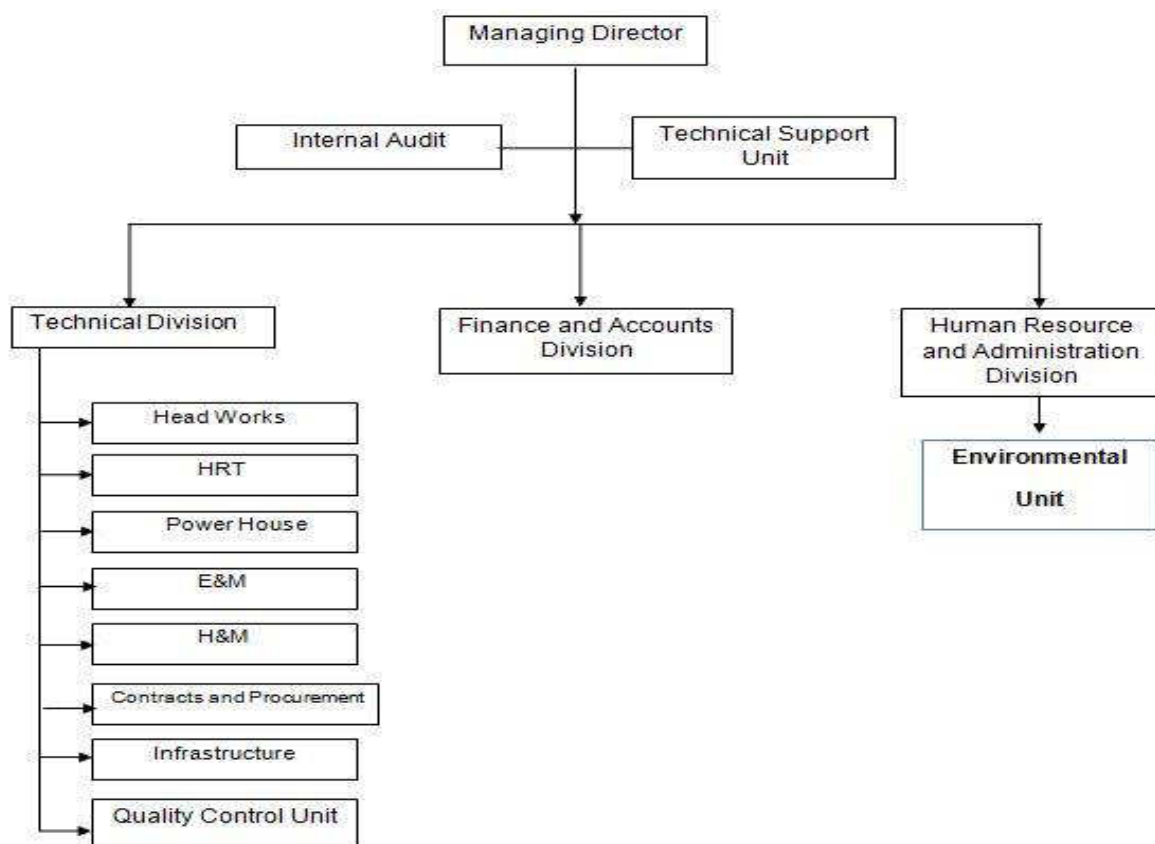 Managing Director
Internal Audit
Technical Support
Unit
Technical Division
Finance and Accounts
Division
Human Resource
and Administration
Division
Head Works
HRT
Power House
E&M
H&M
Contracts and Procurement
Infrastructure
Quality Control Unit
Environmental
Unit